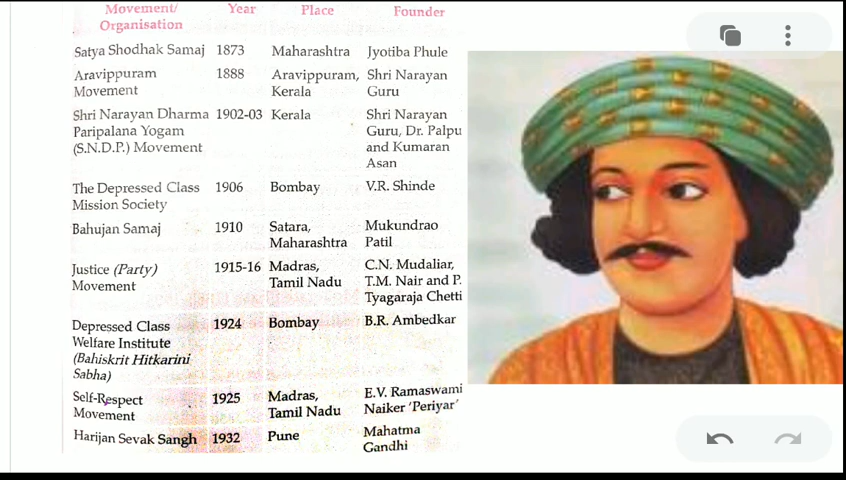 Movement/ Year Place Founder
Organisation
Satya Shodhak Samaj 1873 Maharashtra Jyotiba Phule
Aravippuram 1888 Aravippuram, Shri Narayan
Movement Kerala Guru
Shri Narayan Dharma 1902-03 Kerala Shri Narayan
Paripalana Yogam Guru, Dr. Palpu
(S.N.D.P.) Movement and Kumaran
Asan
The Depressed Class 1906 Bombay V.R. Shinde
Mission Society
Bahujan Samaj 1910 Satara, Mukundrao
Maharashtra Patil
Justice (Party) 1915-16 Madras, C.N. Mudaliar,
Movement Tamil Nadu T.M. Nair and P.
Tyagaraja Chetti
Depressed Class 1924 Bombay B.R. Ambedkar
Welfare Institute
(Bahiskrit Hitkarini
Sabha)
Self-Respect 1925 Madras, E.V. Ramaswami
Movement Tamil Nadu Naiker 'Periyar'
Harijan Sevak Sangh 1932 Pune Mahatma
Gandhi